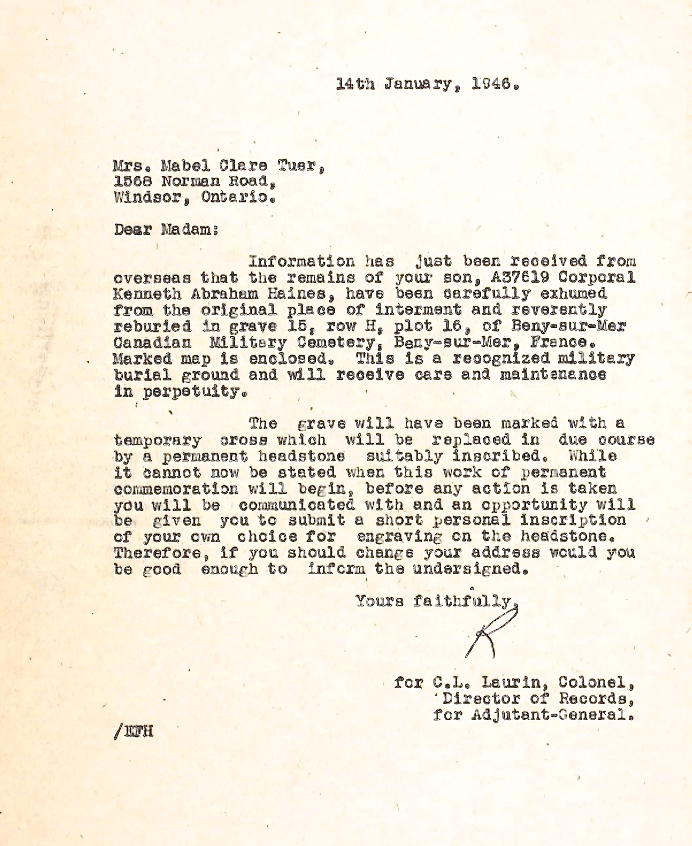 14th January, 1946.
Mrs. Mabel Clare Tuer,
1568 Norman Road,
Windsor, Ontario.
Dear Madam:
Information has just been received from
overseas that the remains of your son, A37619 Corporal
Kenneth Abraham Haines, have been carefully exhumed
from the original place of interment and reverently
reburied in grave 15, row H, plot 16, of Beny-sur-Mer
Canadian Military Cemetery, Beny-sur-Mer, France.
Marked map is enclosed. This is a recognized military
burial ground and will receive care and maintenance
in perpetuity.
The grave will have been marked with a
temporary cross which will be replaced in due course
by a permanent headstone suitably inscribed. While
it cannot now be stated when this work of permanent
commemoration will begin, before any action is taken
you will be communicated with and an opportunity will
be given you to submit a short personal inscription
of your own choice for engraving on the headstone.
Therefore, if you should change your address would you
be good enough to inform the undersigned.
Yours faithfully,
R
for C.L. Laurin, Colonel,
Director of Records,
for Adjutant-General.